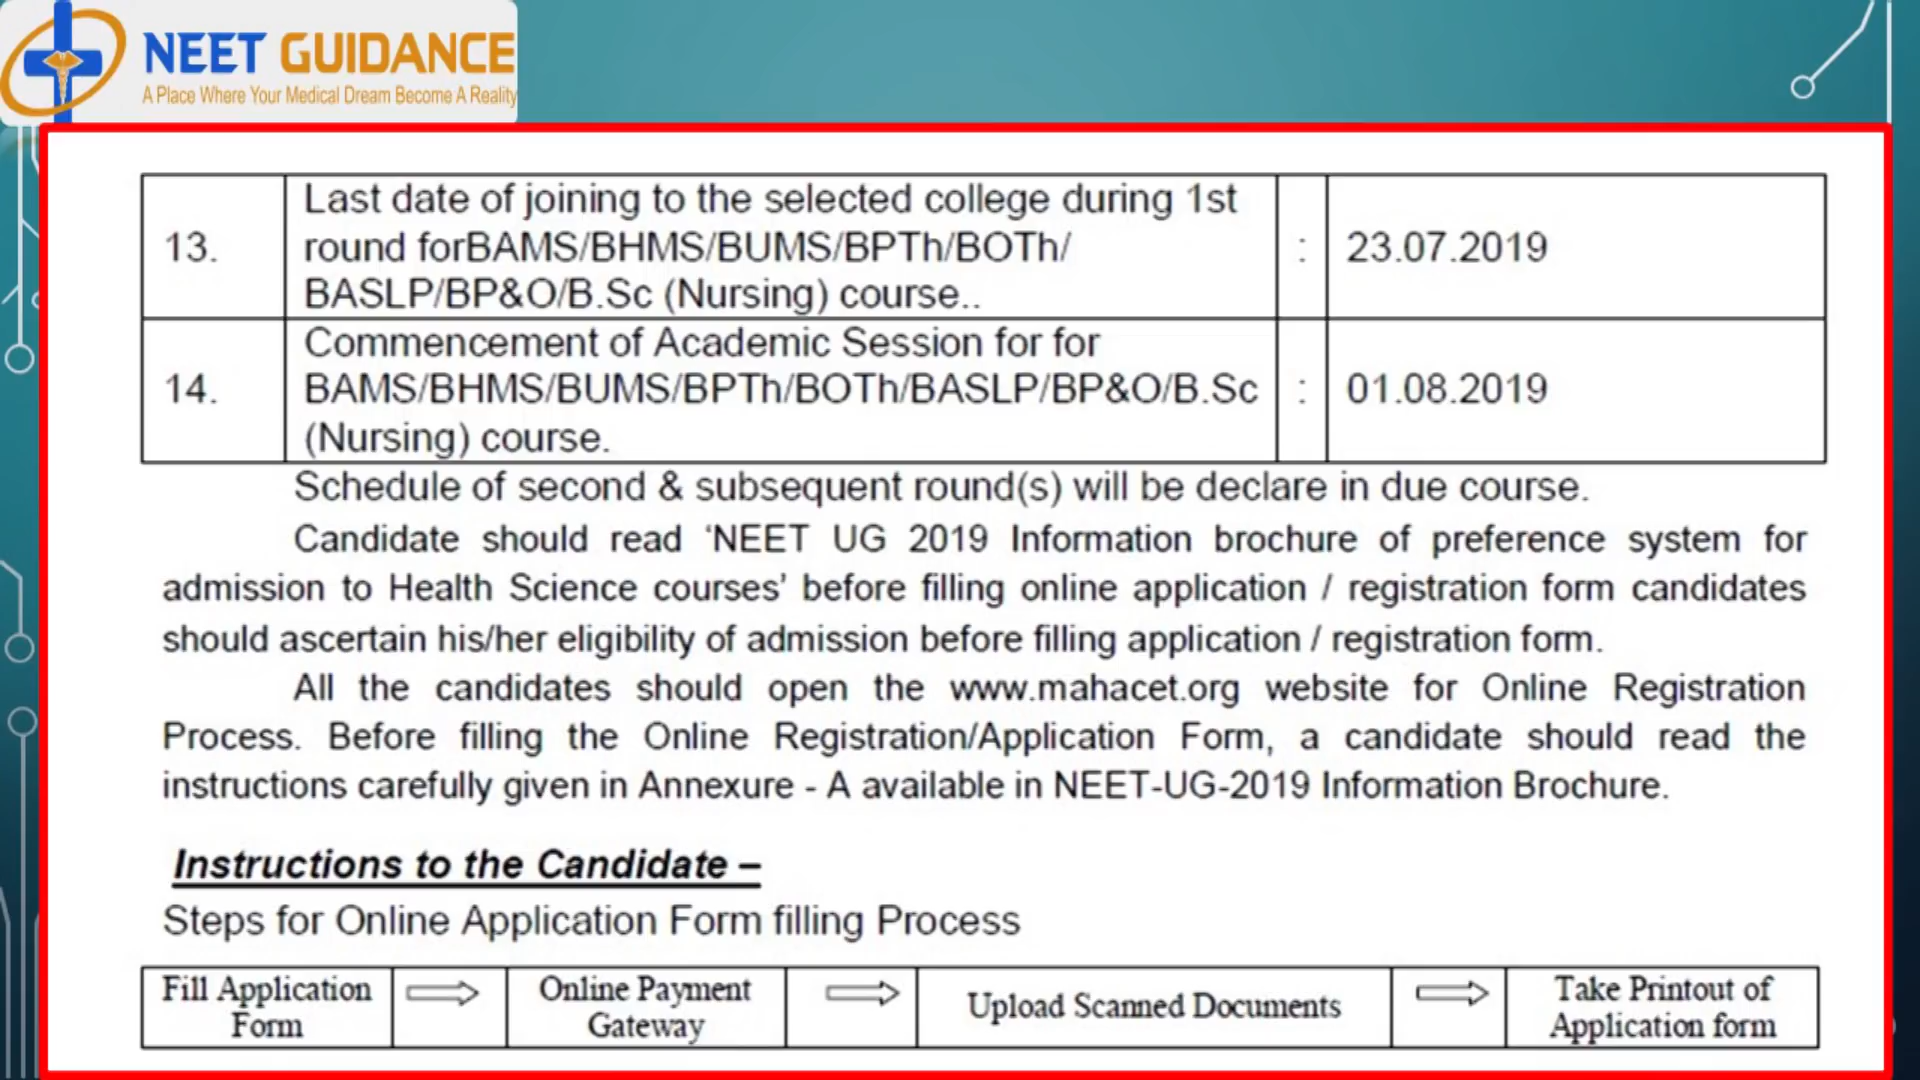 NEET GUIDANCE
A Place Where Your Medical Dream Become A Reality
13.
Last date of joining to the selected college during 1st
round forBAMS/BHMS/BUMS/BPTh/BOTh/
BASLP/BP&O/B.Sc (Nursing) course..
:
23.07.2019
14.
Commencement of Academic Session for for
BAMS/BHMS/BUMS/BPTh/BOTh/BASLP/BP&O/B.Sc
(Nursing) course.
:
01.08.2019
Schedule of second & subsequent round(s) will be declare in due course.
Candidate should read ‘NEET UG 2019 Information brochure of preference system for
admission to Health Science courses’ before filling online application / registration form candidates
should ascertain his/her eligibility of admission before filling application / registration form.
All the candidates should open the www.mahacet.org website for Online Registration
Process. Before filling the Online Registration/Application Form, a candidate should read the
instructions carefully given in Annexure - A available in NEET-UG-2019 Information Brochure.
Instructions to the Candidate –
Steps for Online Application Form filling Process
Fill Application
Form
Online Payment
Gateway
Upload Scanned Documents
Take Printout of
Application form